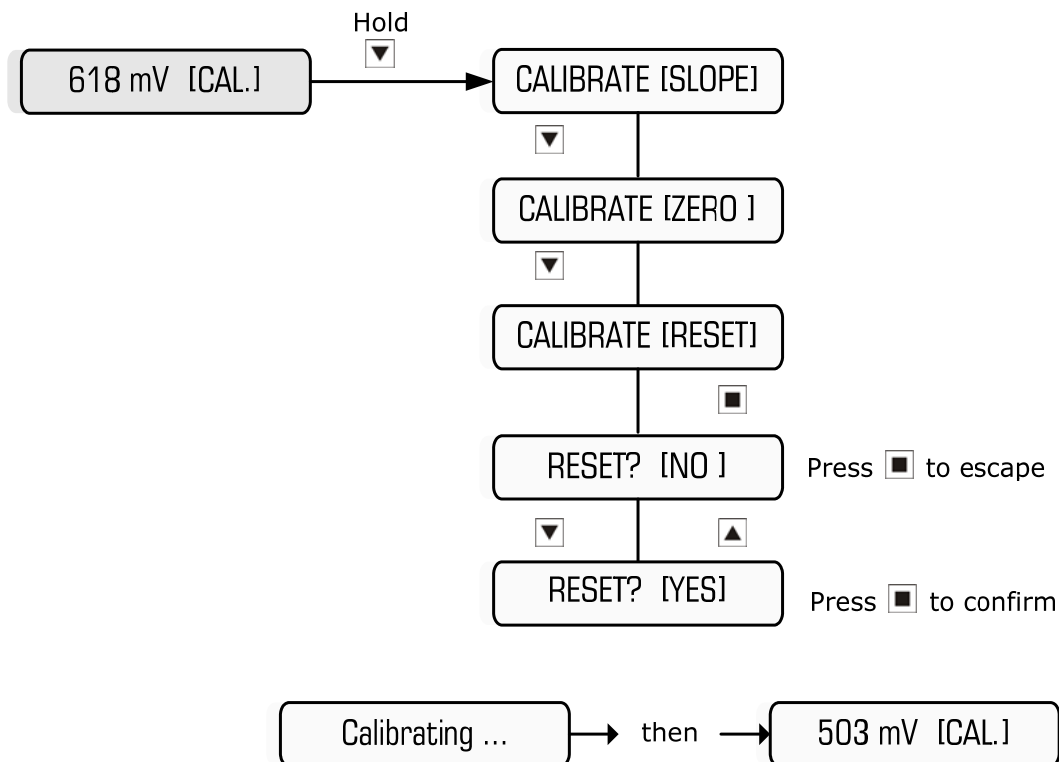 Hold
618 mV [CAL.]
CALIBRATE [SLOPE]
CALIBRATE [ZERO ]
CALIBRATE [RESET]
RESET? [NO ]
Press ■ to escape
RESET? [YES]
Press ■ to confirm
Calibrating ...
then
503 mV [CAL.]